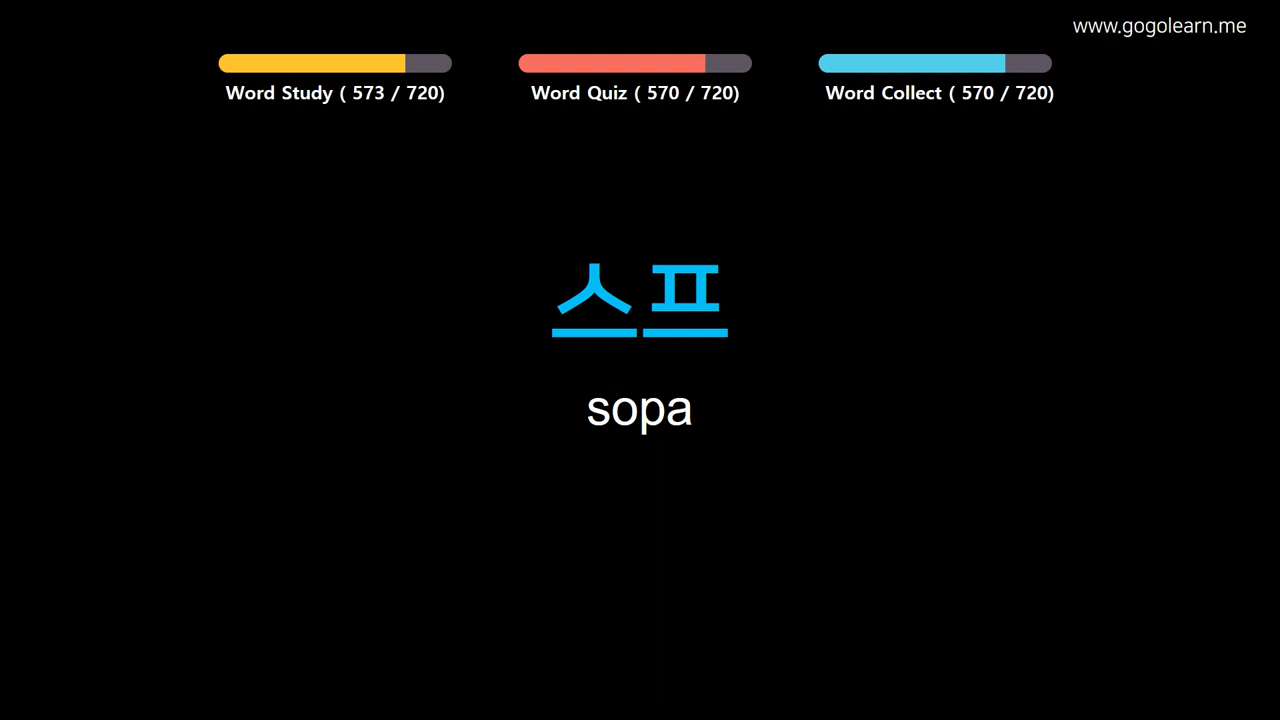 www.gogolearn.me
Word Study ( 573 / 720)
Word Quiz ( 570 / 720)
Word Collect ( 570 / 720)
스프
sopa